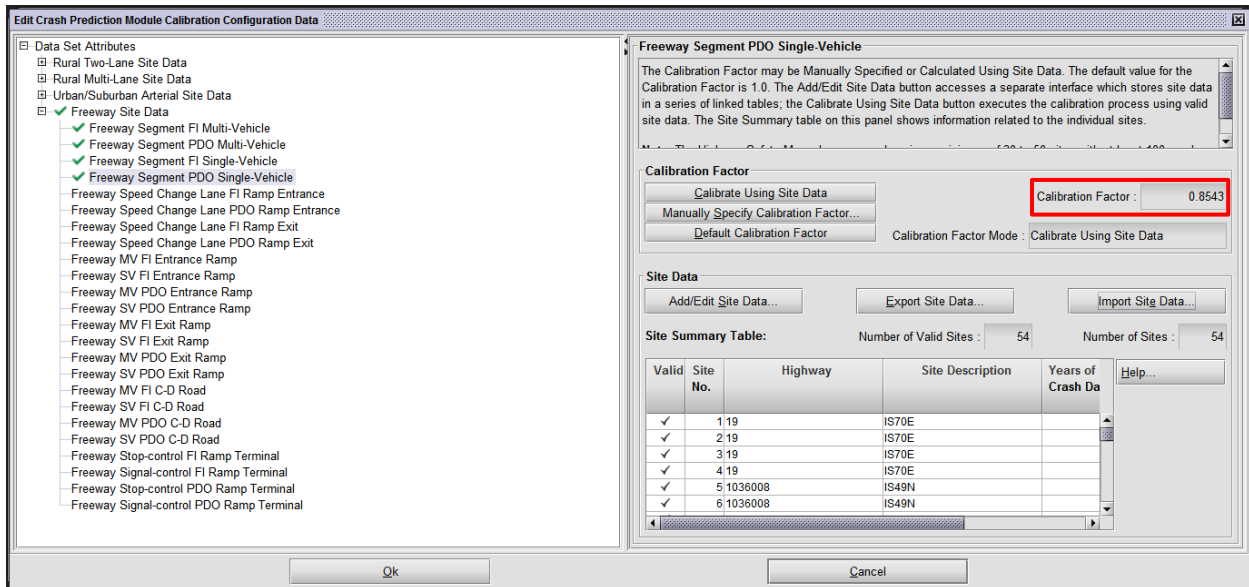 Edit Crash Prediction Module Calibration Configuration Data
Data Set Attributes
Rural Two-Lane Site Data
Rural Multi-Lane Site Data
Urban/Suburban Arterial Site Data
Freeway Site Data
Freeway Segment FI Multi-Vehicle
Freeway Segment PDO Multi-Vehicle
Freeway Segment FI Single-Vehicle
Freeway Segment PDO Single-Vehicle
Freeway Speed Change Lane FI Ramp Entrance
Freeway Speed Change Lane PDO Ramp Entrance
Freeway Speed Change Lane FI Ramp Exit
Freeway Speed Change Lane PDO Ramp Exit
Freeway MV FI Entrance Ramp
Freeway SV FI Entrance Ramp
Freeway MV PDO Entrance Ramp
Freeway SV PDO Entrance Ramp
Freeway MV FI Exit Ramp
Freeway SV FI Exit Ramp
Freeway MV PDO Exit Ramp
Freeway SV PDO Exit Ramp
Freeway MV FI C-D Road
Freeway SV FI C-D Road
Freeway MV PDO C-D Road
Freeway SV PDO C-D Road
Freeway Stop-control FI Ramp Terminal
Freeway Signal-control FI Ramp Terminal
Freeway Stop-control PDO Ramp Terminal
Freeway Signal-control PDO Ramp Terminal
Freeway Segment PDO Single-Vehicle
The Calibration Factor may be Manually Specified or Calculated Using Site Data. The default value for the
Calibration Factor is 1.0. The Add/Edit Site Data button accesses a separate interface which stores site data
in a series of linked tables; the Calibrate Using Site Data button executes the calibration process using valid
site data. The Site Summary table on this panel shows information related to the individual sites.
Calibration Factor
Calibrate Using Site Data
Calibration Factor : 0.8543
Manually Specify Calibration Factor...
Default Calibration Factor
Calibration Factor Mode : Calibrate Using Site Data
Site Data
Add/Edit Site Data... Export Site Data... Import Site Data...
Site Summary Table: Number of Valid Sites : 54 Number of Sites : 54
Valid Site No. Highway Site Description Years of Crash Da
Help...
✓ 1 19 IS70E
✓ 2 19 IS70E
✓ 3 19 IS70E
✓ 4 19 IS70E
✓ 5 1036008 IS49N
✓ 6 1036008 IS49N
Ok Cancel